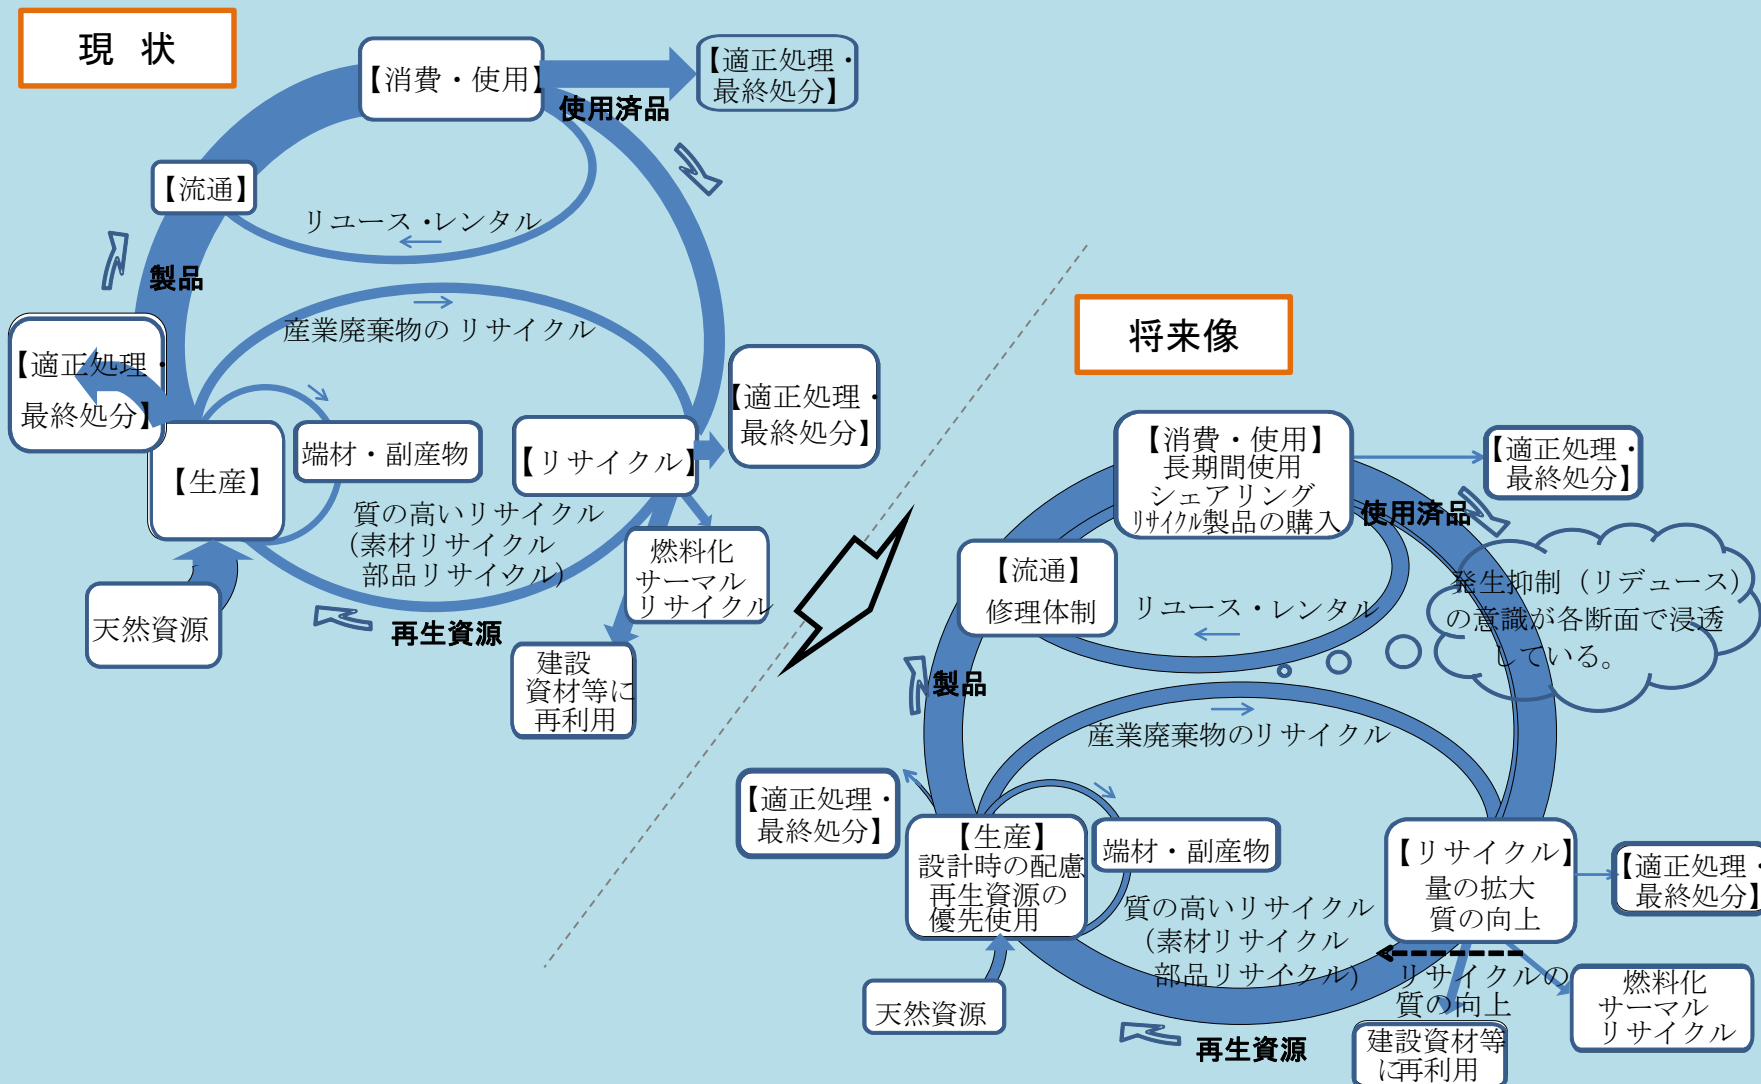 現 状
【消費・使用】
【適正処理・
最終処分】
使用済品
【流通】
リユース・レンタル
製品
産業廃棄物の リサイクル
【適正処理・
最終処分】
【適正処理・
最終処分】
端材・副産物
【リサイクル】
【生産】
質の高いリサイクル
(素材リサイクル
部品リサイクル)
燃料化
サーマル
リサイクル
天然資源
再生資源
建設
資材等に
再利用
将来像
【消費・使用】
長期間使用
シェアリング
リサイクル製品の購入
【適正処理・
最終処分】
使用済品
【流通】
修理体制
発生抑制（リデュース）
の意識が各断面で浸透
している。
リユース・レンタル
製品
産業廃棄物のリサイクル
【適正処理・
最終処分】
【生産】
設計時の配慮
再生資源の
優先使用
端材・副産物
【リサイクル】
量の拡大
質の向上
【適正処理・
最終処分】
質の高いリサイクル
(素材リサイクル
部品リサイクル)
リサイクルの
質の向上
燃料化
サーマル
リサイクル
天然資源
再生資源
建設資材等
に再利用